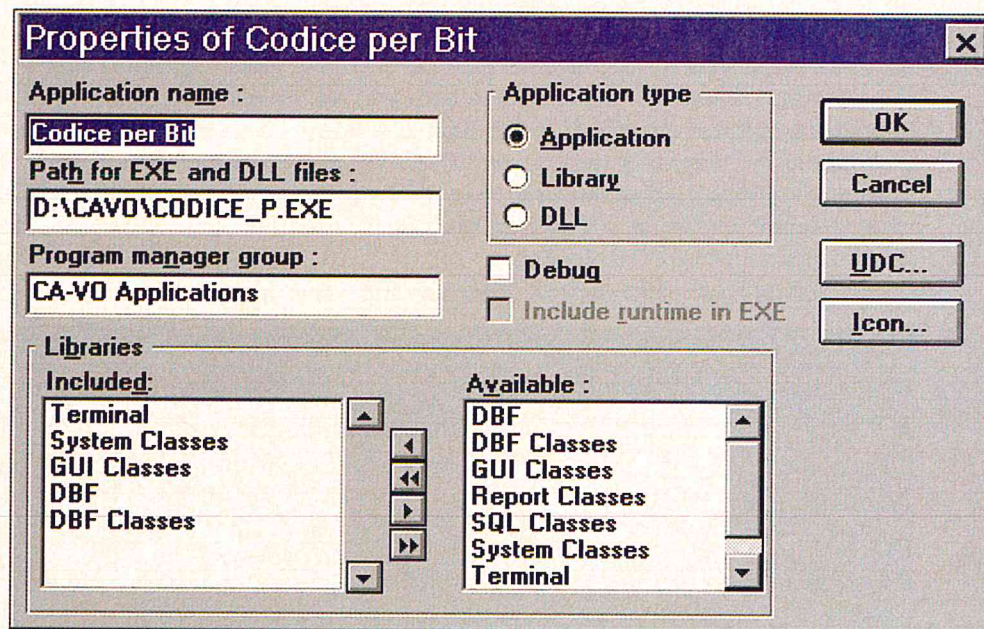 Properties of Codice per Bit
Application name :
Codice per Bit
Path for EXE and DLL files :
D:\CAVO\CODICE_P.EXE
Program manager group :
CA-VO Applications
Application type
Application
Library
DLL
Debug
Include runtime in EXE
OK
Cancel
UDC...
Icon...
Libraries
Included:
Terminal
System Classes
GUI Classes
DBF
DBF Classes
Available :
DBF
DBF Classes
GUI Classes
Report Classes
SQL Classes
System Classes
Terminal